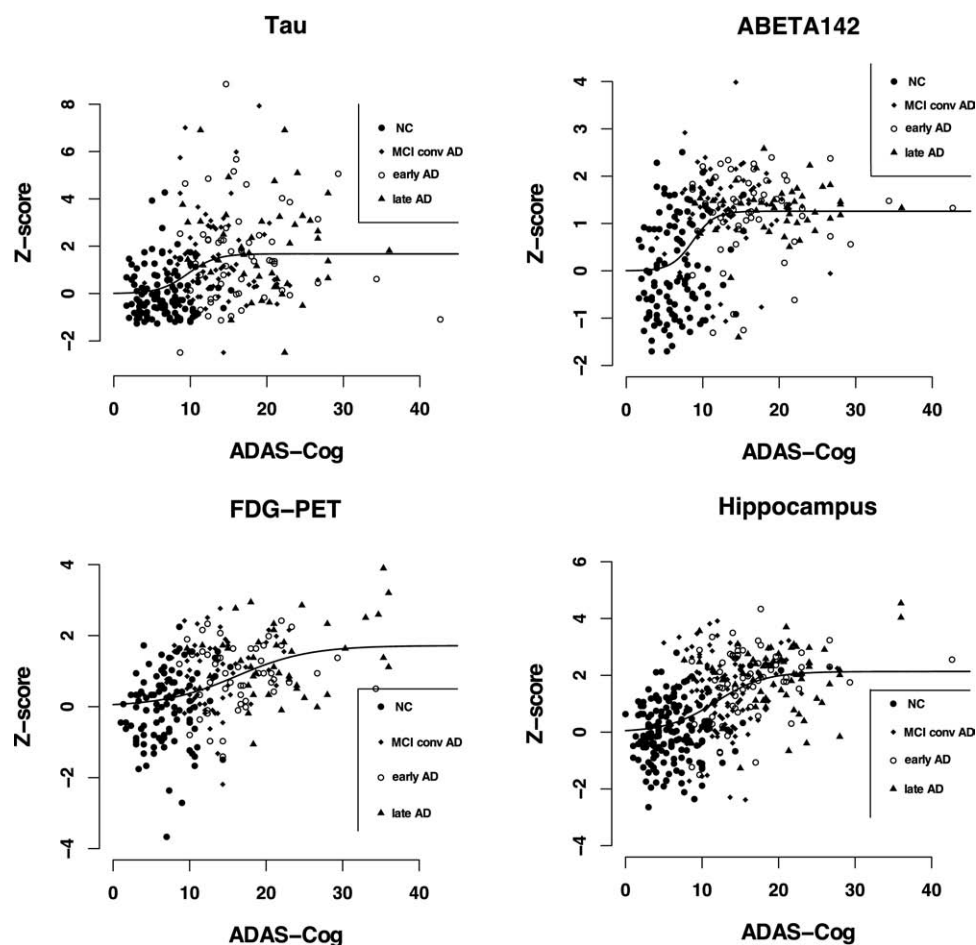 Tau
Z−score
8
6
4
2
0
−2
NC
MCI conv AD
early AD
late AD
0 10 20 30 40
ADAS−Cog
ABETA142
Z−score
4
3
2
1
0
−1
−2
NC
MCI conv AD
early AD
late AD
0 10 20 30 40
ADAS−Cog
FDG−PET
Z−score
4
2
0
−2
−4
NC
MCI conv AD
early AD
late AD
0 10 20 30 40
ADAS−Cog
Hippocampus
Z−score
6
4
2
0
−2
−4
NC
MCI conv AD
early AD
late AD
0 10 20 30 40
ADAS−Cog